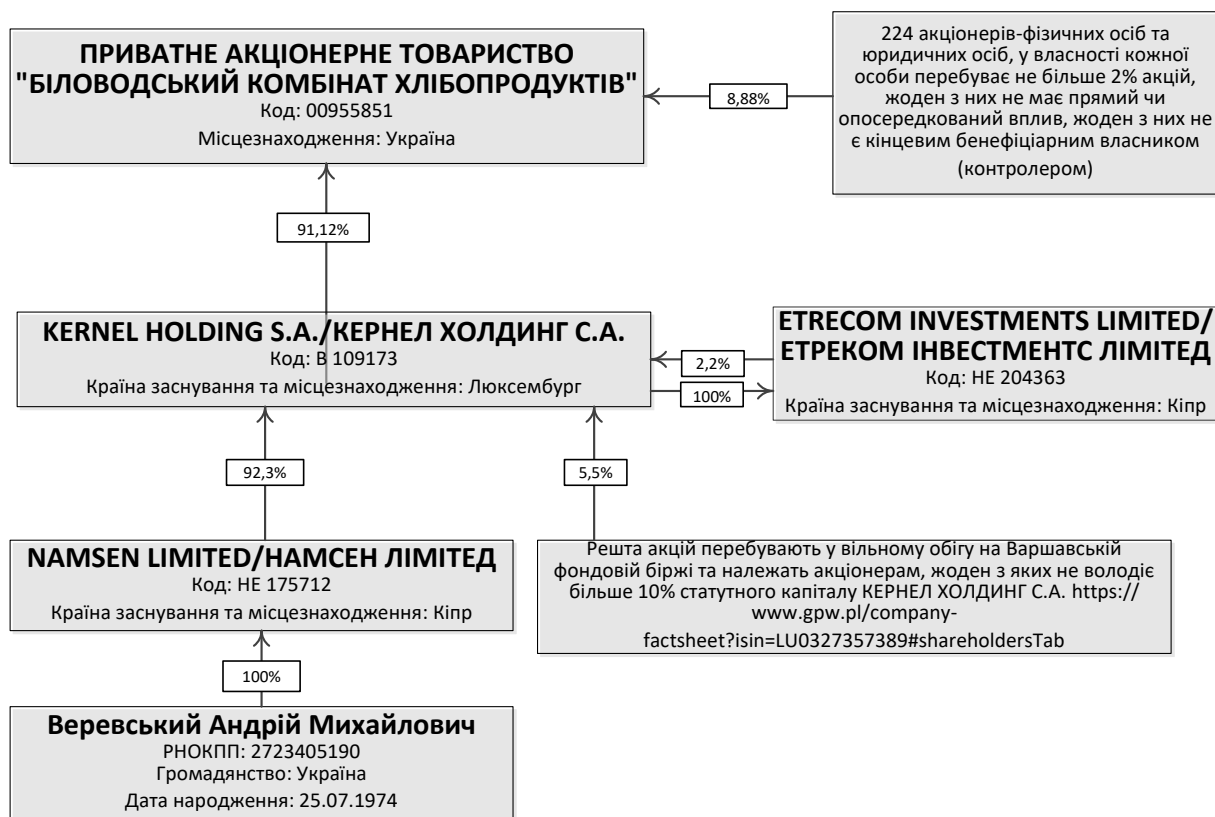 ПРИВАТНЕ АКЦІОНЕРНЕ ТОВАРИСТВО
"БІЛОВОДСЬКИЙ КОМБІНАТ ХЛІБОПРОДУКТІВ"
Код: 00955851
Місцезнаходження: Україна
8,88%
224 акціонерів-фізичних осіб та
юридичних осіб, у власності кожної
особи перебуває не більше 2% акцій,
жоден з них не має прямий чи
опосередкований вплив, жоден з них не
є кінцевим бенефіціарним власником
(контролером)
91,12%
KERNEL HOLDING S.A./КЕРНЕЛ ХОЛДИНГ С.А.
Код: B 109173
Країна заснування та місцезнаходження: Люксембург
2,2%
100%
ETRECOM INVESTMENTS LIMITED/
ЕТРЕКОМ ІНВЕСТМЕНТС ЛІМІТЕД
Код: HE 204363
Країна заснування та місцезнаходження: Кіпр
92,3%
5,5%
NAMSEN LIMITED/НАМСЕН ЛІМІТЕД
Код: HE 175712
Країна заснування та місцезнаходження: Кіпр
Решта акцій перебувають у вільному обігу на Варшавській
фондовій біржі та належать акціонерам, жоден з яких не володіє
більше 10% статутного капіталу КЕРНЕЛ ХОЛДИНГ С.А. https://
www.gpw.pl/company-
factsheet?isin=LU0327357389#shareholdersTab
100%
Веревський Андрій Михайлович
РНОКПП: 2723405190
Громадянство: Україна
Дата народження: 25.07.1974